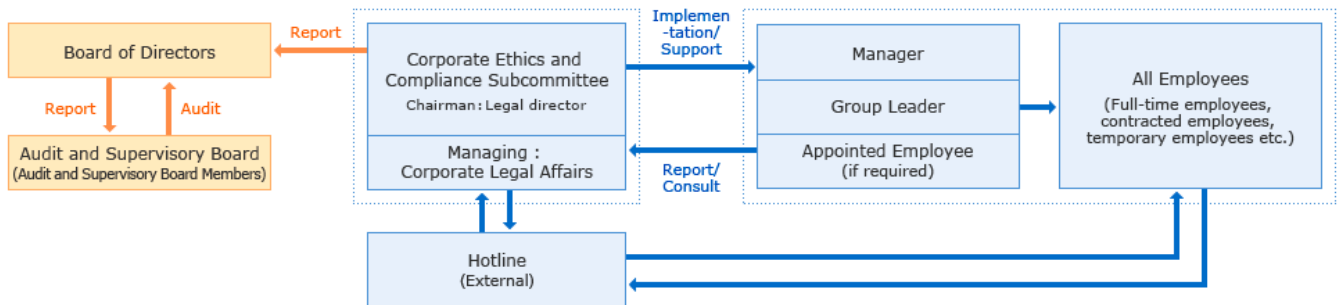 Board of Directors
Report
Audit
Audit and Supervisory Board
(Audit and Supervisory Board Members)
Report
Corporate Ethics and
Compliance Subcommittee
Chairman：Legal director
Managing：
Corporate Legal Affairs
Implemen
-tation/
Support
Report/
Consult
Manager
Group Leader
Appointed Employee
(if required)
All Employees
(Full-time employees,
contracted employees,
temporary employees etc.)
Hotline
(External)